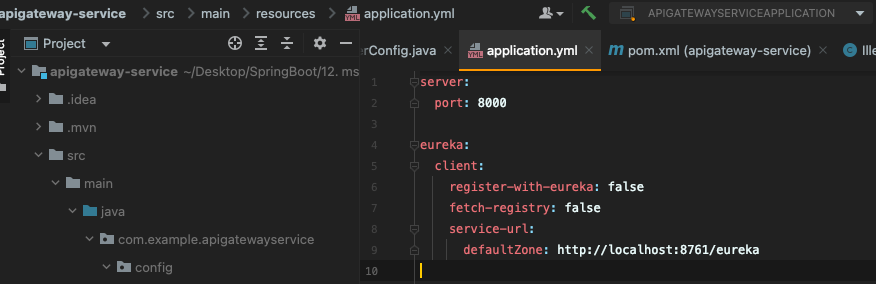 apigateway-service > src > main > resources > application.yml
APIGATEWAYSERVICEAPPLICATION
Project
Project
erConfig.java × application.yml × pom.xml (apigateway-service) × Ille
apigateway-service ~/Desktop/SpringBoot/12. ms
.idea
.mvn
src
main
java
com.example.apigatewayservice
config
1 server:
2   port: 8000
3
4 eureka:
5   client:
6     register-with-eureka: false
7     fetch-registry: false
8     service-url:
9       defaultZone: http://localhost:8761/eureka
10